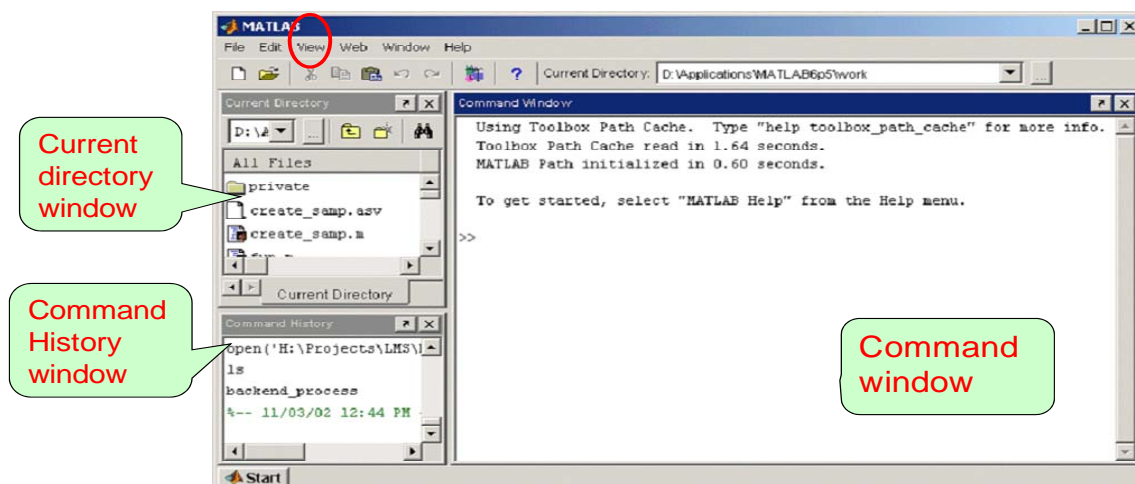 MATLAB
File Edit View Web Window Help
? Current Directory: D:\Applications\MATLAB6p5\work ...
Current Directory
D:\ ...
All Files
private
create_samp.asv
create_samp.m
Current Directory
Command History
open('H:\Projects\LMS\
ls
backend_process
%-- 11/03/02 12:44 PM
Start
Command Window
Using Toolbox Path Cache. Type "help toolbox_path_cache" for more info.
Toolbox Path Cache read in 1.64 seconds.
MATLAB Path initialized in 0.60 seconds.
To get started, select "MATLAB Help" from the Help menu.
>>
Current
directory
window
Command
History
window
Command
window